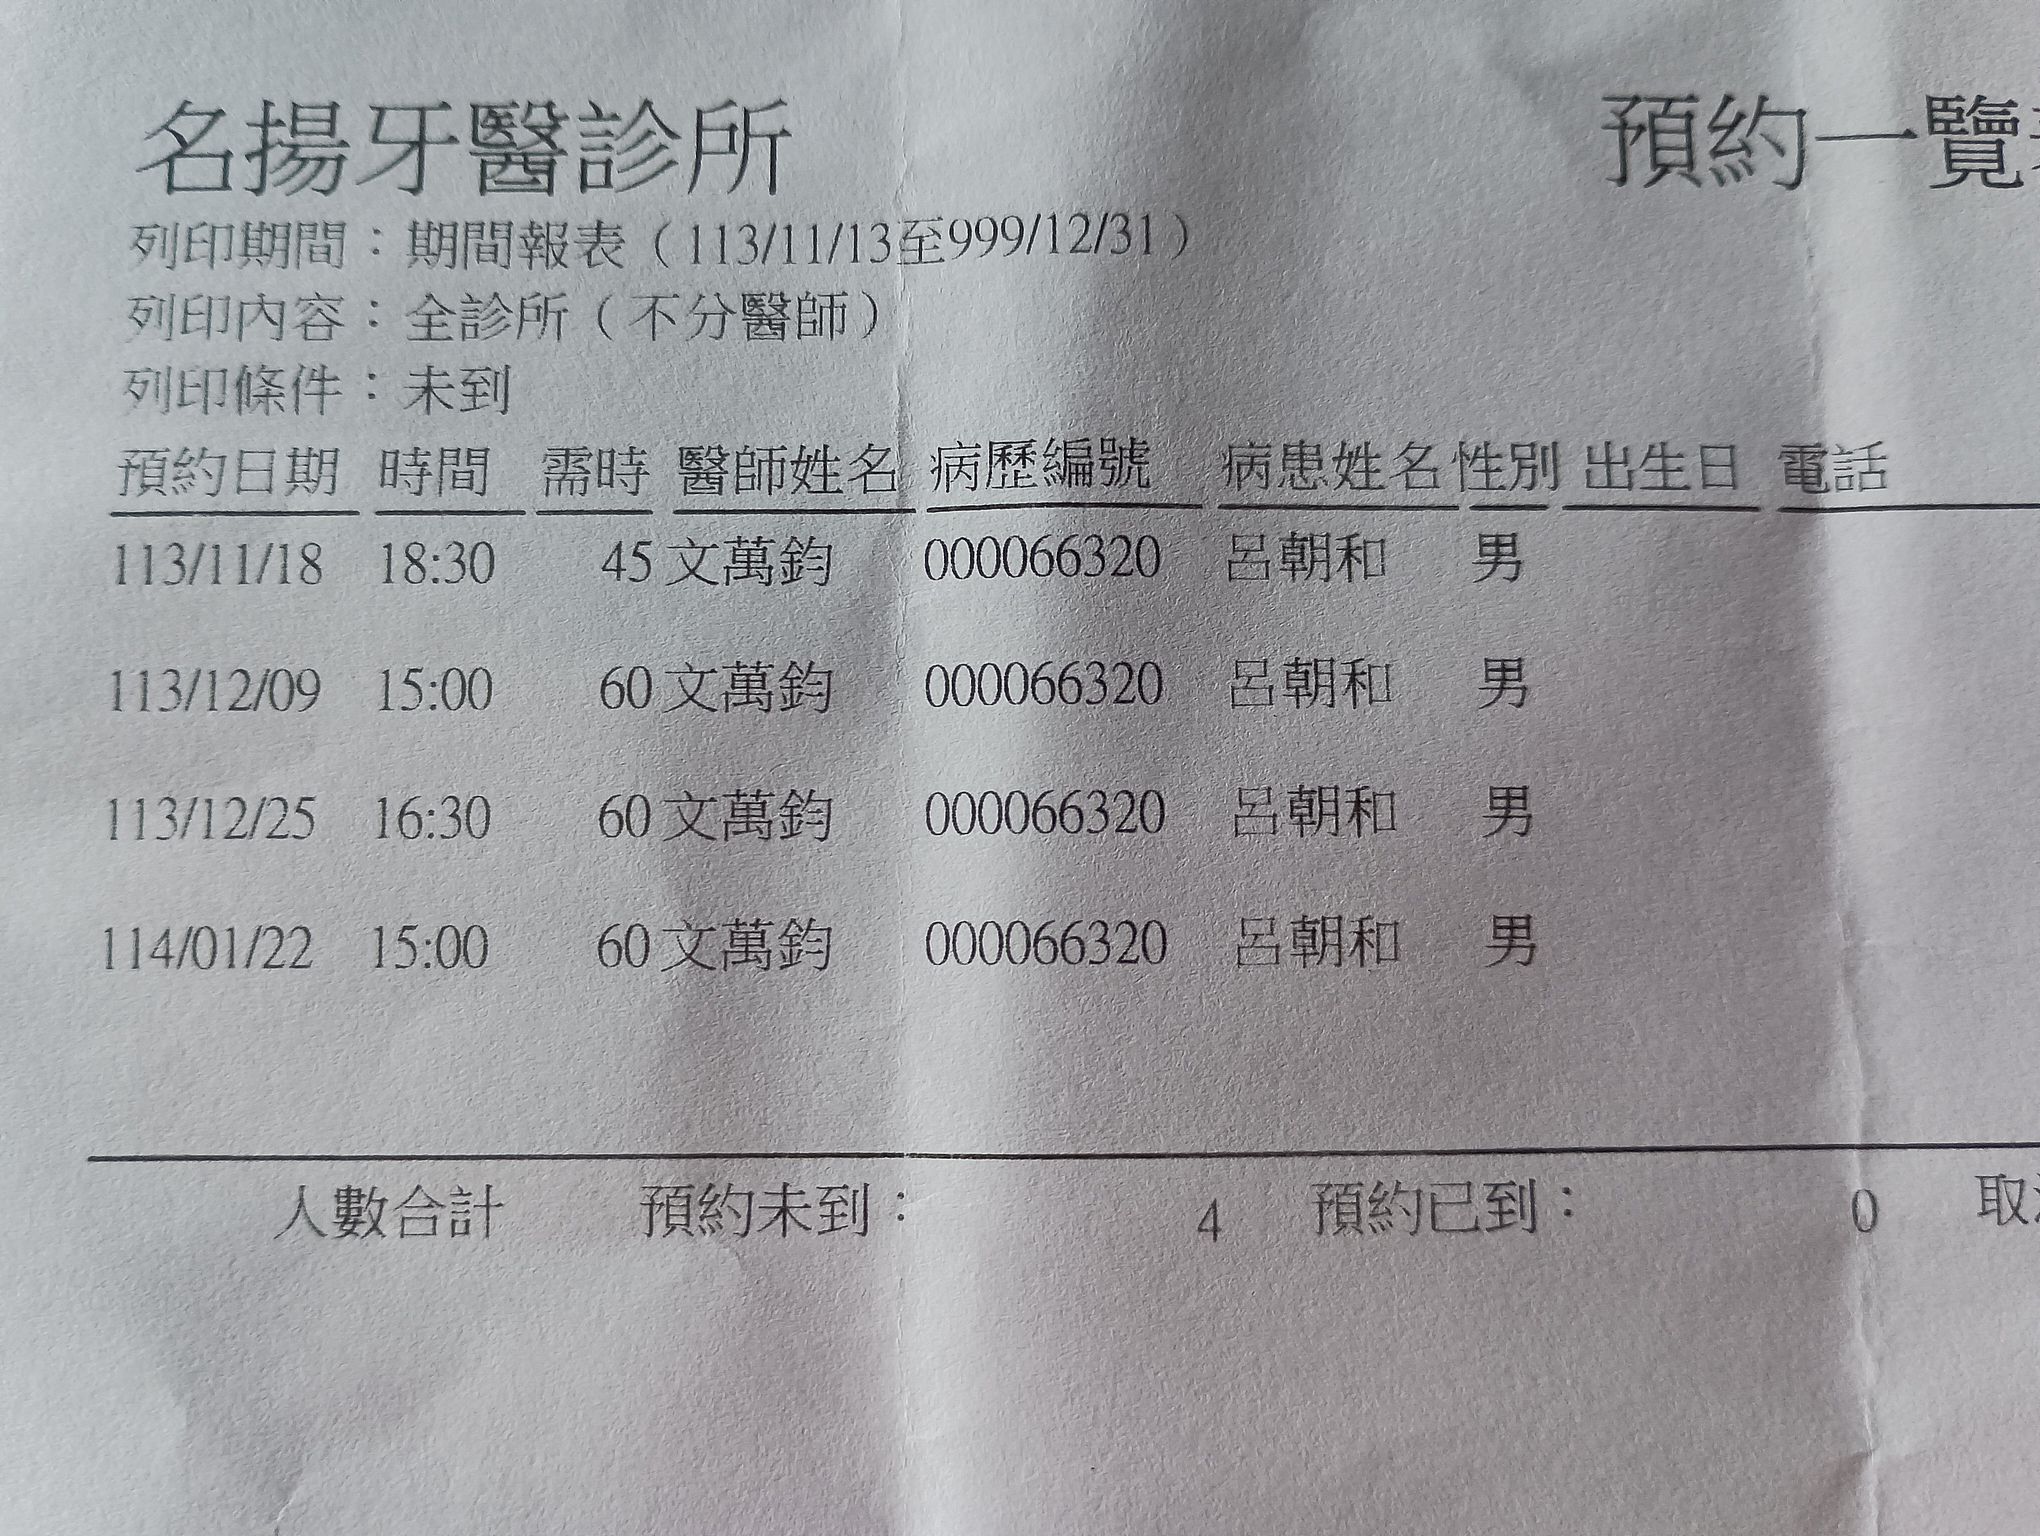 名揚牙醫診所 預約一覽
列印期間：期間報表（113/11/13至999/12/31）
列印內容：全診所（不分醫師）
列印條件：未到
預約日期 時間 需時 醫師姓名 病歷編號 病患姓名 性別 出生日 電話
113/11/18 18:30 45 文萬鈞 000066320 呂朝和 男
113/12/09 15:00 60 文萬鈞 000066320 呂朝和 男
113/12/25 16:30 60 文萬鈞 000066320 呂朝和 男
114/01/22 15:00 60 文萬鈞 000066320 呂朝和 男
人數合計 預約未到： 4 預約已到： 0 取